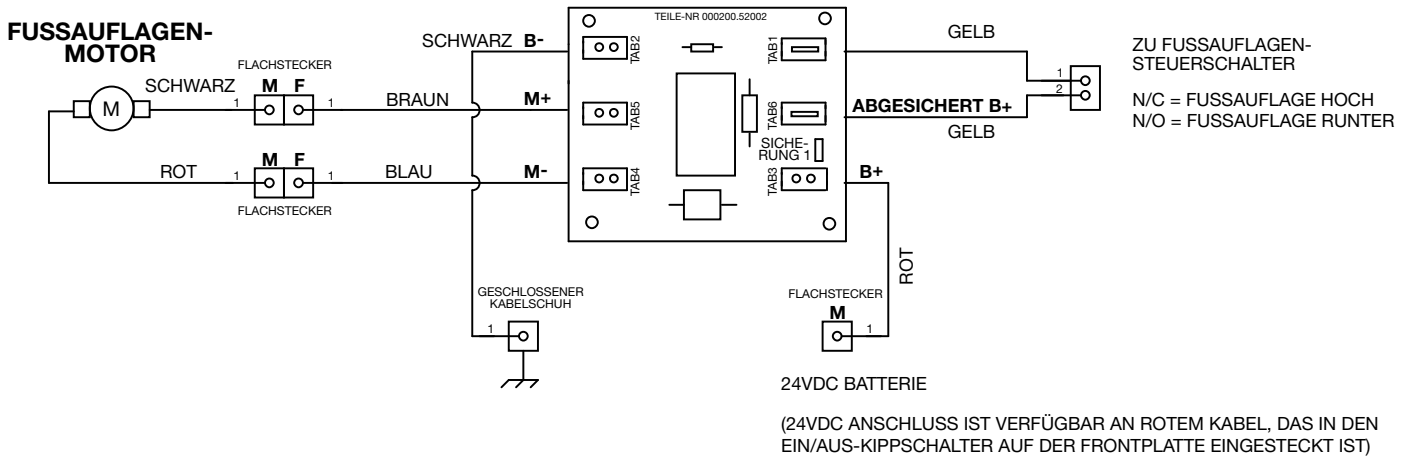 TEILE-NR 000200.52002
FUSSAUFLAGEN-
MOTOR
SCHWARZ B-
TAB2
TAB1
GELB
ZU FUSSAUFLAGEN-
STEUERSCHALTER
FLACHSTECKER
SCHWARZ
M F
M
1
1
BRAUN
M+
TAB5
TAB6
ABGESICHERT B+
GELB
1
2
N/C = FUSSAUFLAGE HOCH
N/O = FUSSAUFLAGE RUNTER
SICHE-
RUNG 1
ROT
M F
1
1
BLAU
M-
TAB4
TAB3
B+
FLACHSTECKER
ROT
GESCHLOSSENER
KABELSCHUH
1
FLACHSTECKER
M
1
24VDC BATTERIE
(24VDC ANSCHLUSS IST VERFÜGBAR AN ROTEM KABEL, DAS IN DEN
EIN/AUS-KIPPSCHALTER AUF DER FRONTPLATTE EINGESTECKT IST)